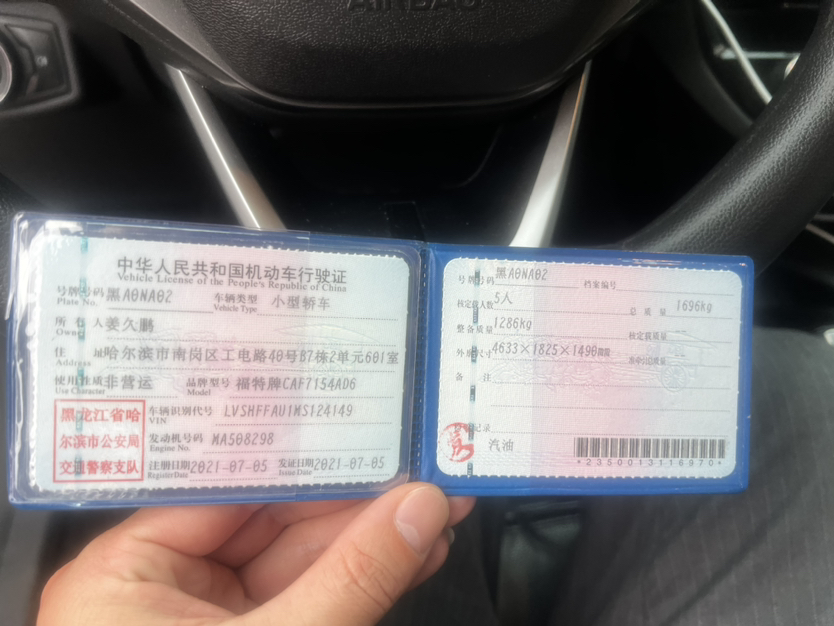 AIRBAG
中华人民共和国机动车行驶证
Vehicle License of the People's Republic of China
号牌号码 黑A0NA02 车辆类型 小型轿车
Plate No. Vehicle Type
所有人 姜久鹏
Owner
住址 哈尔滨市南岗区工电路40号B7栋2单元601室
Address
使用性质 非营运 品牌型号 福特牌CAF7154AD6
Use Character Model
黑龙江省哈
尔滨市公安局
交通警察支队
车辆识别代号 LVSHFFAU1MS124149
VIN
发动机号码 MA508298
Engine No.
注册日期 2021-07-05 发证日期 2021-07-05
Register Date Issue Date
号牌号码 黑A0NA02 档案编号
核定载人数 5人 总质量 1696kg
整备质量 1286kg 核定载质量
外廓尺寸 4633×1825×1490mm
备注
记录 汽油
*2350013116970*